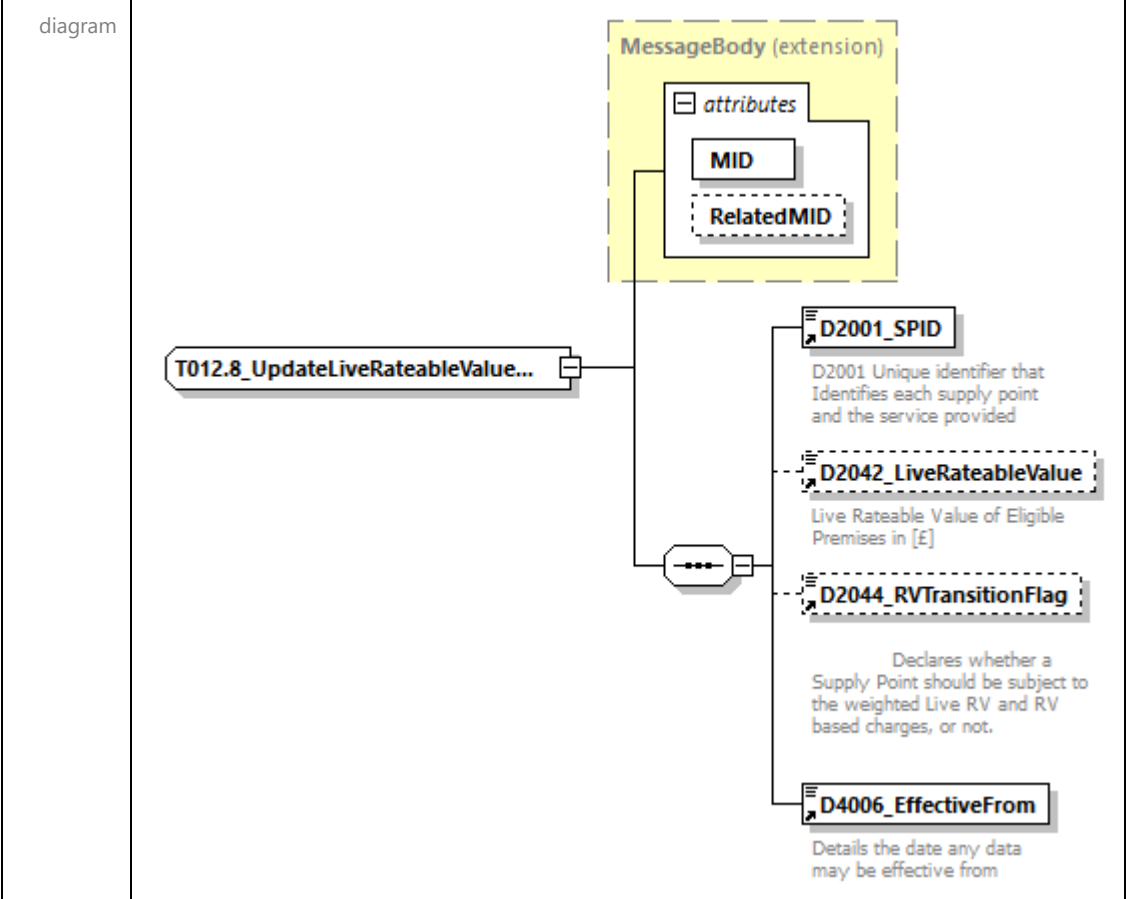 diagram
MessageBody (extension)
attributes
MID
RelatedMID
T012.8_UpdateLiveRateableValue...
D2001_SPID
D2001 Unique identifier that
Identifies each supply point
and the service provided
D2042_LiveRateableValue
Live Rateable Value of Eligible
Premises in [£]
D2044_RVTransitionFlag
Declares whether a
Supply Point should be subject to
the weighted Live RV and RV
based charges, or not.
D4006_EffectiveFrom
Details the date any data
may be effective from